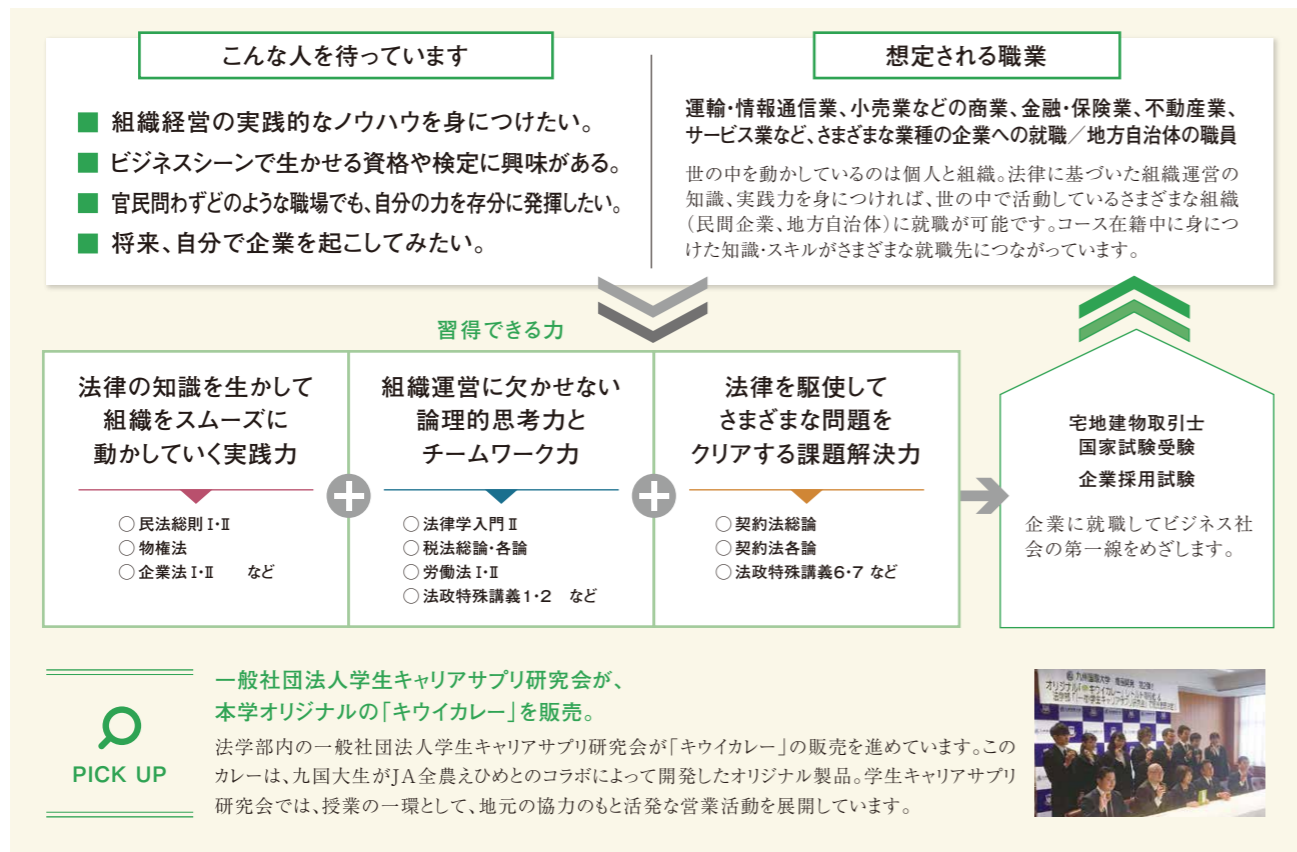 こんな人を待っています
■ 組織経営の実践的なノウハウを身につけたい。
■ ビジネスシーンで生かせる資格や検定に興味がある。
■ 官民問わずどのような職場でも、自分の力を存分に発揮したい。
■ 将来、自分で企業を起こしてみたい。
想定される職業
運輸・情報通信業、小売業などの商業、金融・保険業、不動産業、
サービス業など、さまざまな業種の企業への就職／地方自治体の職員
世の中を動かしているのは個人と組織。法律に基づいた組織運営の
知識、実践力を身につければ、世の中で活動しているさまざまな組織
（民間企業、地方自治体）に就職が可能です。コース在籍中に身につ
けた知識・スキルがさまざまな就職先につながっています。
習得できる力
法律の知識を生かして
組織をスムーズに
動かしていく実践力
○民法総則Ⅰ・Ⅱ
○物権法
○企業法Ⅰ・Ⅱ　など
組織運営に欠かせない
論理的思考力と
チームワーク力
○法律学入門Ⅱ
○税法総論・各論
○労働法Ⅰ・Ⅱ
○法政特殊講義1・2　など
法律を駆使して
さまざまな問題を
クリアする課題解決力
○契約法総論
○契約法各論
○法政特殊講義6・7 など
宅地建物取引士
国家試験受験
企業採用試験
企業に就職してビジネス社
会の第一線をめざします。
PICK UP
一般社団法人学生キャリアサプリ研究会が、
本学オリジナルの「キウイカレー」を販売。
法学部内の一般社団法人学生キャリアサプリ研究会が「キウイカレー」の販売を進めています。この
カレーは、九国大生がJA全農えひめとのコラボによって開発したオリジナル製品。学生キャリアサプリ
研究会では、授業の一環として、地元の協力のもと活発な営業活動を展開しています。
九州国際大学